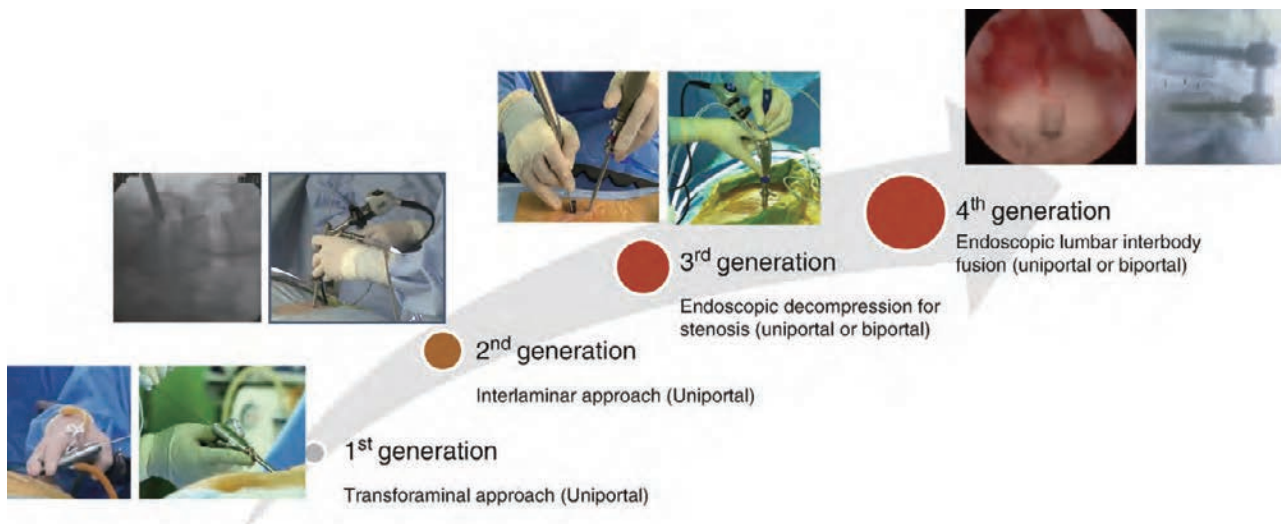 4th generation
Endoscopic lumbar interbody
fusion (uniportal or biportal)
3rd generation
Endoscopic decompression for
stenosis (uniportal or biportal)
2nd generation
Interlaminar approach (Uniportal)
1st generation
Transforaminal approach (Uniportal)